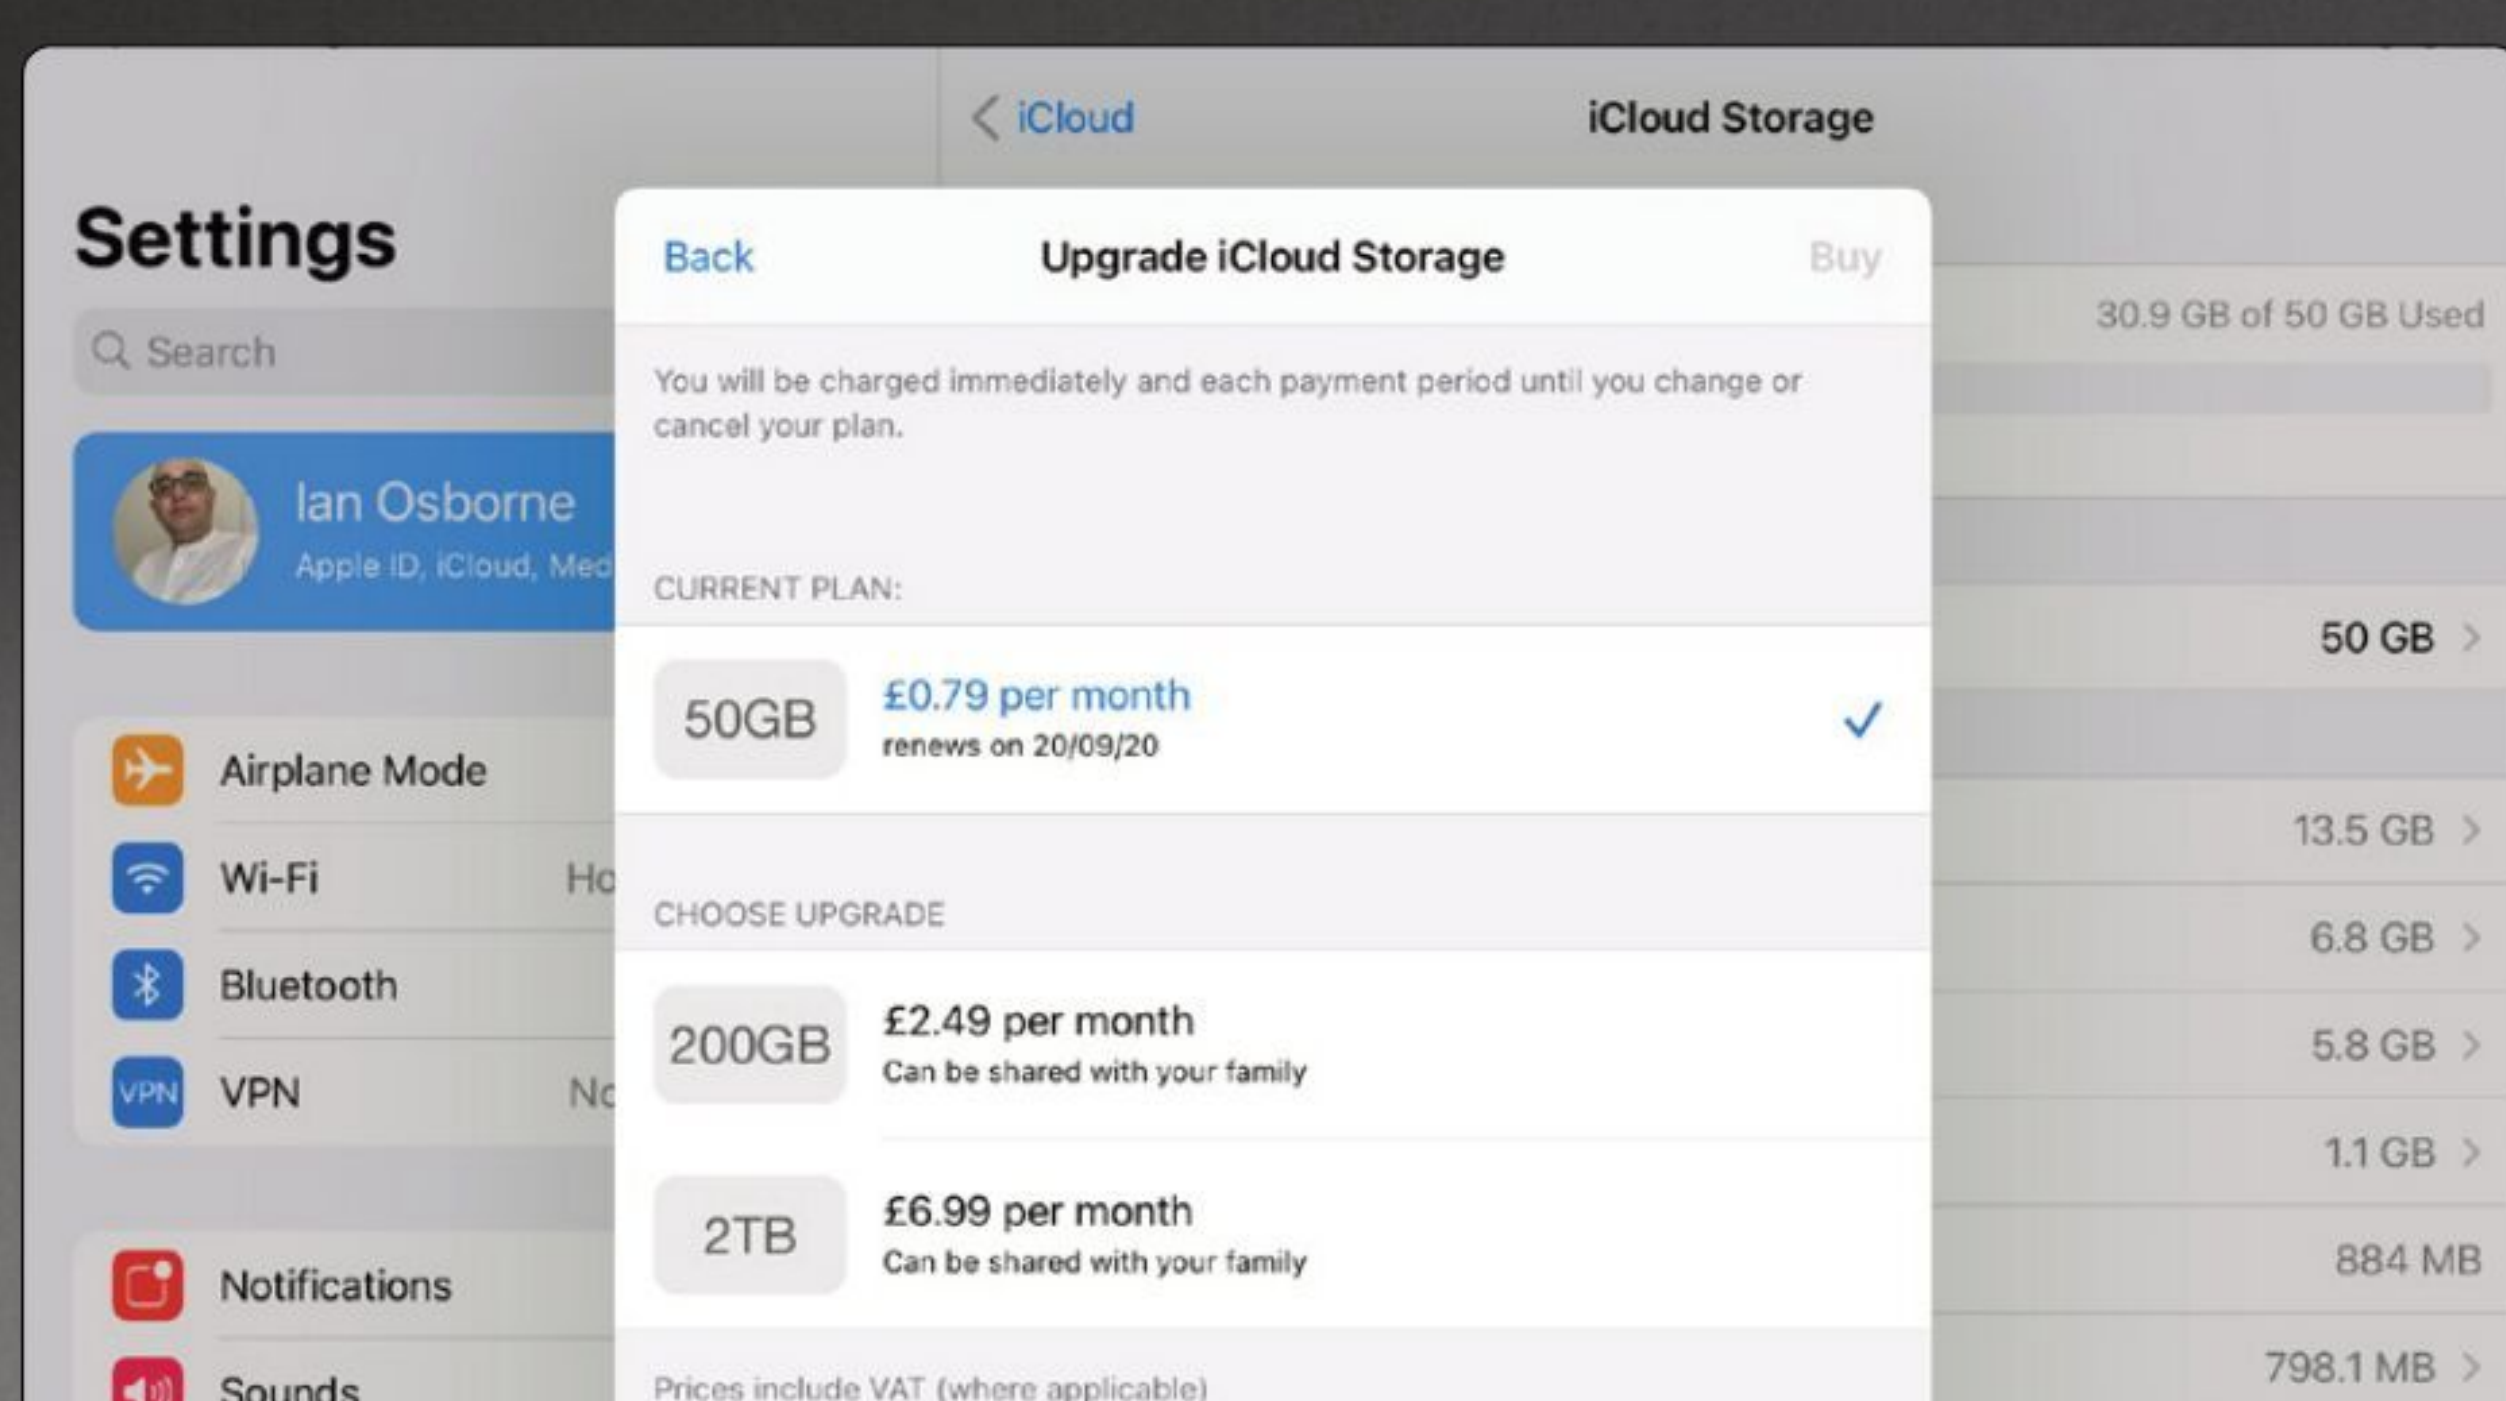 iCloud
iCloud Storage
Settings
Search
Ian Osborne
Apple ID, iCloud, Med
Airplane Mode
Wi-Fi
Ho
Bluetooth
VPN
VPN
No
Notifications
Sounds
Back
Upgrade iCloud Storage
Buy
You will be charged immediately and each payment period until you change or
cancel your plan.
CURRENT PLAN:
50GB
£0.79 per month
renews on 20/09/20
CHOOSE UPGRADE
200GB
£2.49 per month
Can be shared with your family
2TB
£6.99 per month
Can be shared with your family
Prices include VAT (where applicable)
30.9 GB of 50 GB Used
50 GB
13.5 GB
6.8 GB
5.8 GB
1.1 GB
884 MB
798.1 MB